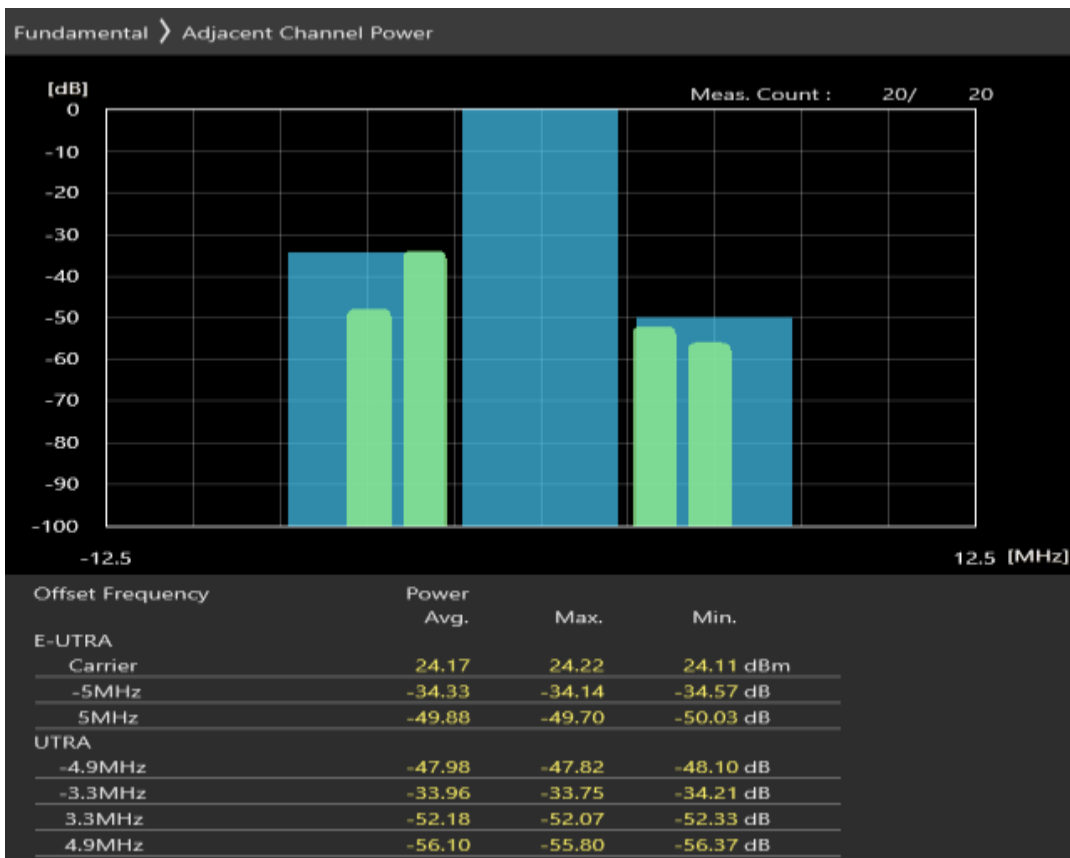 Fundamental 》 Adjacent Channel Power
[dB]
Meas. Count : 20/ 20
0
-10
-20
-30
-40
-50
-60
-70
-80
-90
-100
-12.5 12.5 [MHz]
Offset Frequency Power
Avg. Max. Min.
E-UTRA
Carrier 24.17 24.22 24.11 dBm
-5MHz -34.33 -34.14 -34.57 dB
5MHz -49.88 -49.70 -50.03 dB
UTRA
-4.9MHz -47.98 -47.82 -48.10 dB
-3.3MHz -33.96 -33.75 -34.21 dB
3.3MHz -52.18 -52.07 -52.33 dB
4.9MHz -56.10 -55.80 -56.37 dB